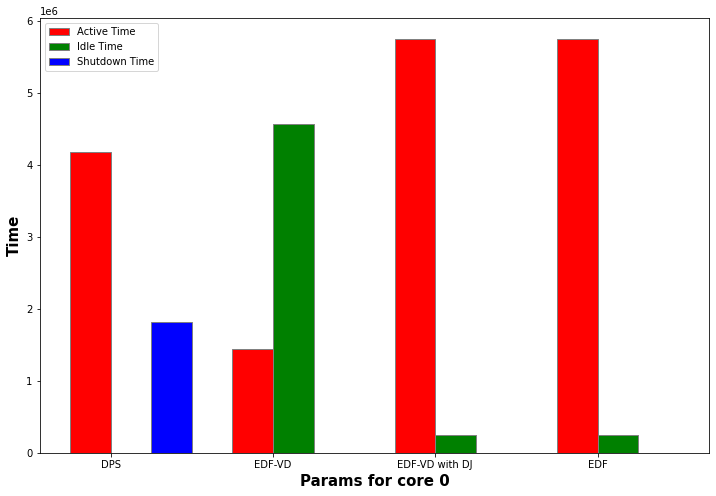 1e6
Active Time
Idle Time
Shutdown Time
6
5
4
3
2
1
0
Time
DPS
EDF-VD
EDF-VD with DJ
EDF
Params for core 0